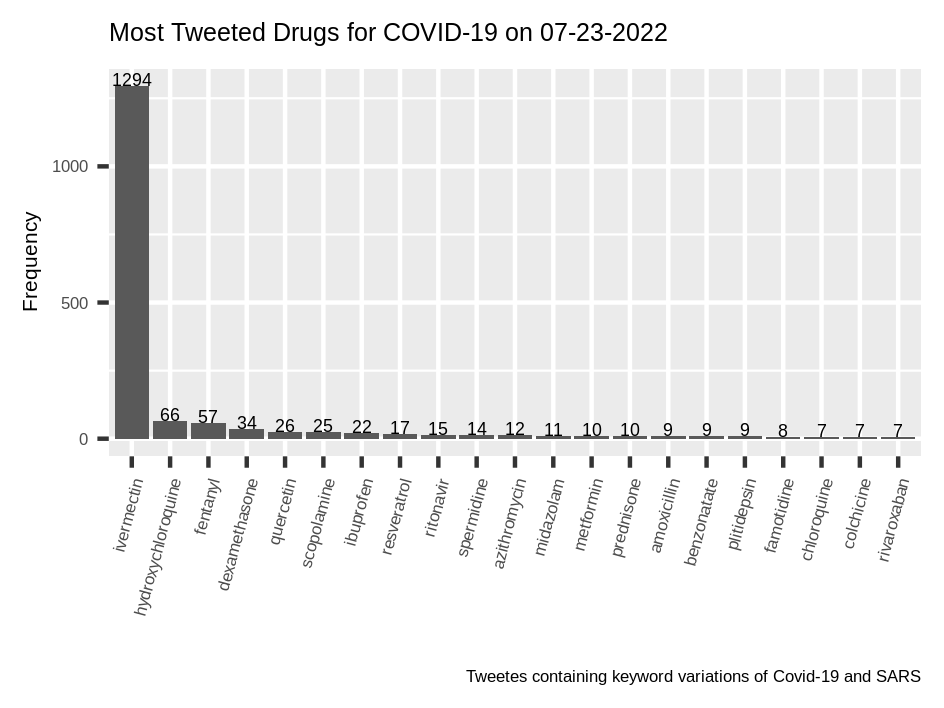 Most Tweeted Drugs for COVID-19 on 07-23-2022
Frequency
1000
500
0
1294
66
57
34
26
25
22
17
15
14
12
11
10
10
9
9
9
8
7
7
7
ivermectin
hydroxychloroquine
fentanyl
dexamethasone
quercetin
scopolamine
ibuprofen
resveratrol
ritonavir
spermidine
azithromycin
midazolam
metformin
prednisone
amoxicillin
benzonatate
plitidepsin
famotidine
chloroquine
colchicine
rivaroxaban
Tweetes containing keyword variations of Covid-19 and SARS